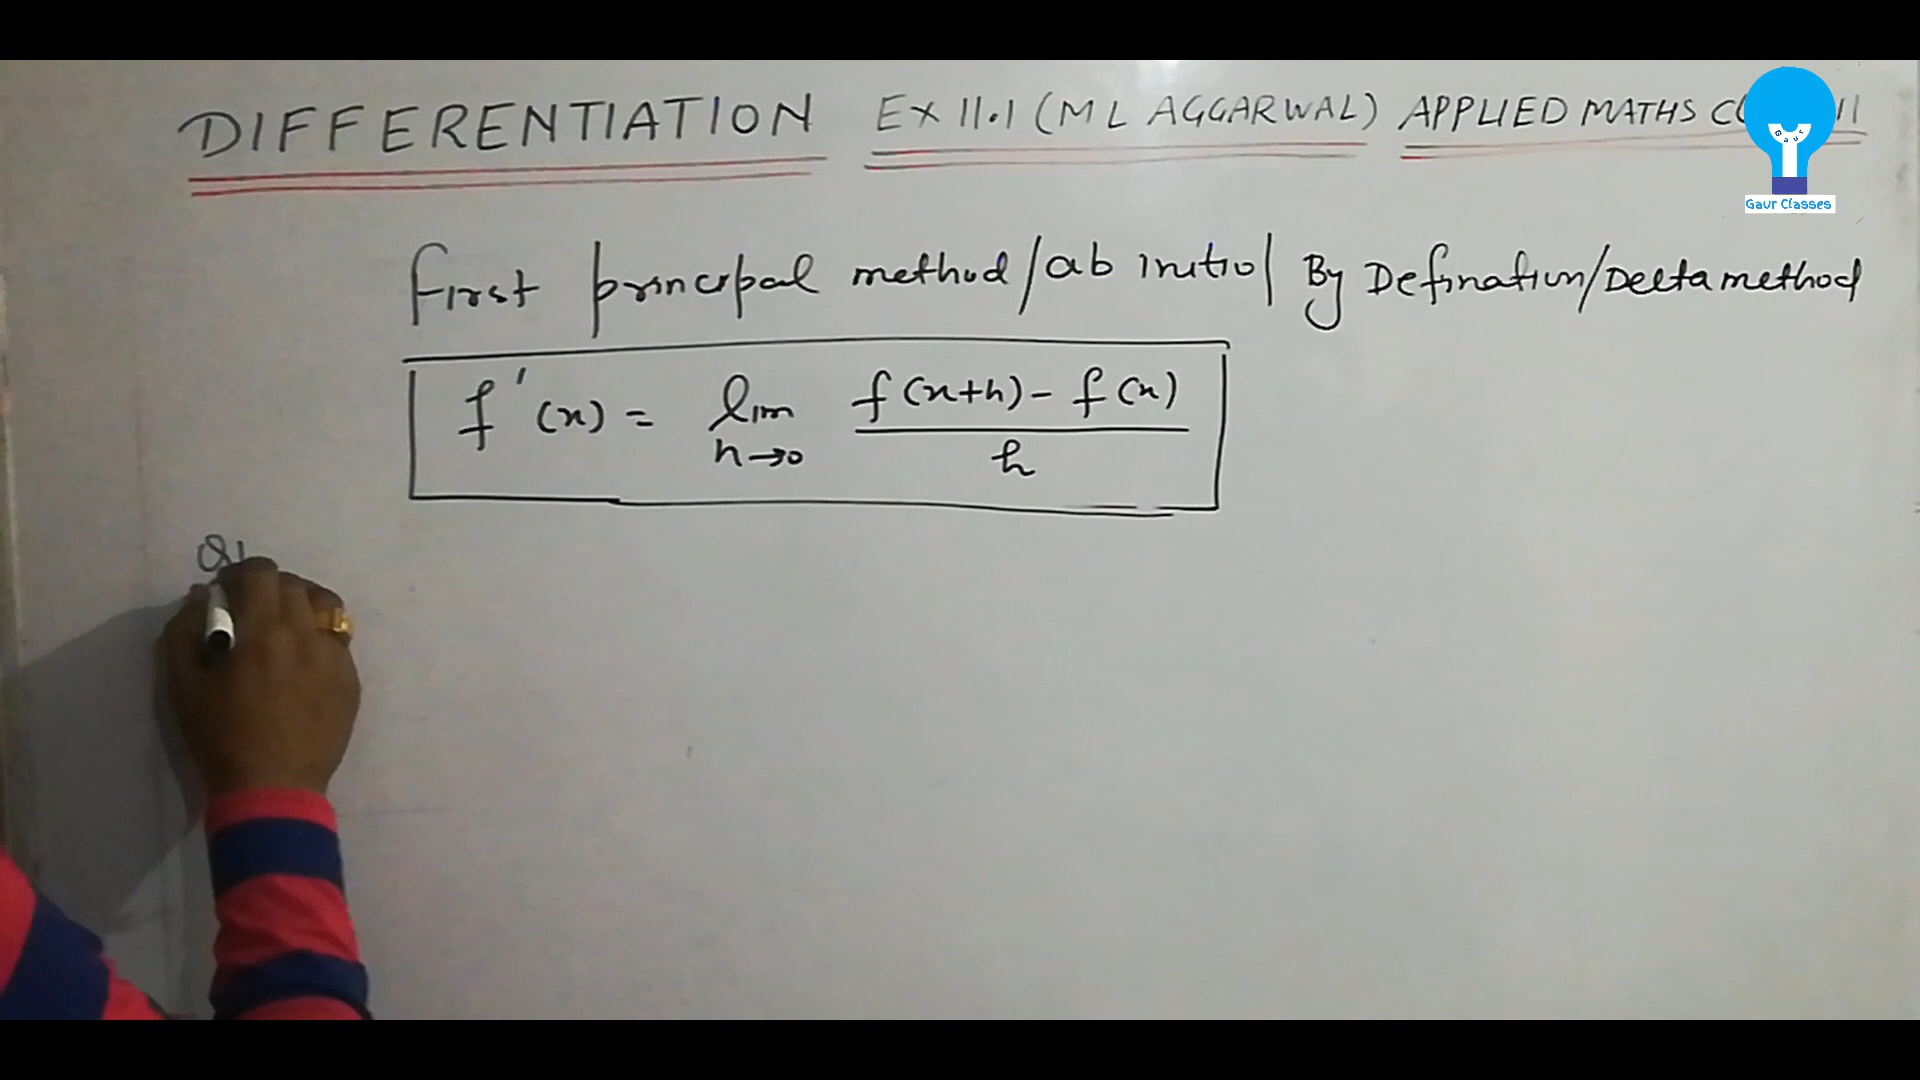 DIFFERENTIATION EX 11.1 (ML AGGARWAL) APPLIED MATHS 11
Gaur Classes
First principal method/ab initio/ By Defination/Delta method
f'(x) = lim h→0 f(x+h) - f(x) / h